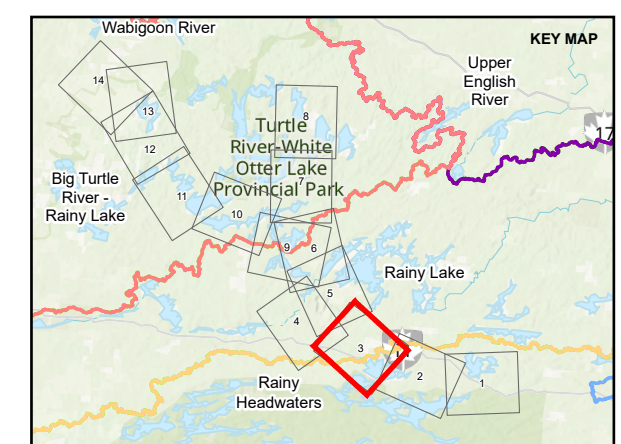 Wabigoon River
KEY MAP
Upper
English
River
14
13
8
17
Turtle
River-White
Otter Lake
Provincial Park
7
12
Big Turtle
River -
Rainy Lake
11
10
9
6
Rainy Lake
5
4
3
2
1
Rainy
Headwaters